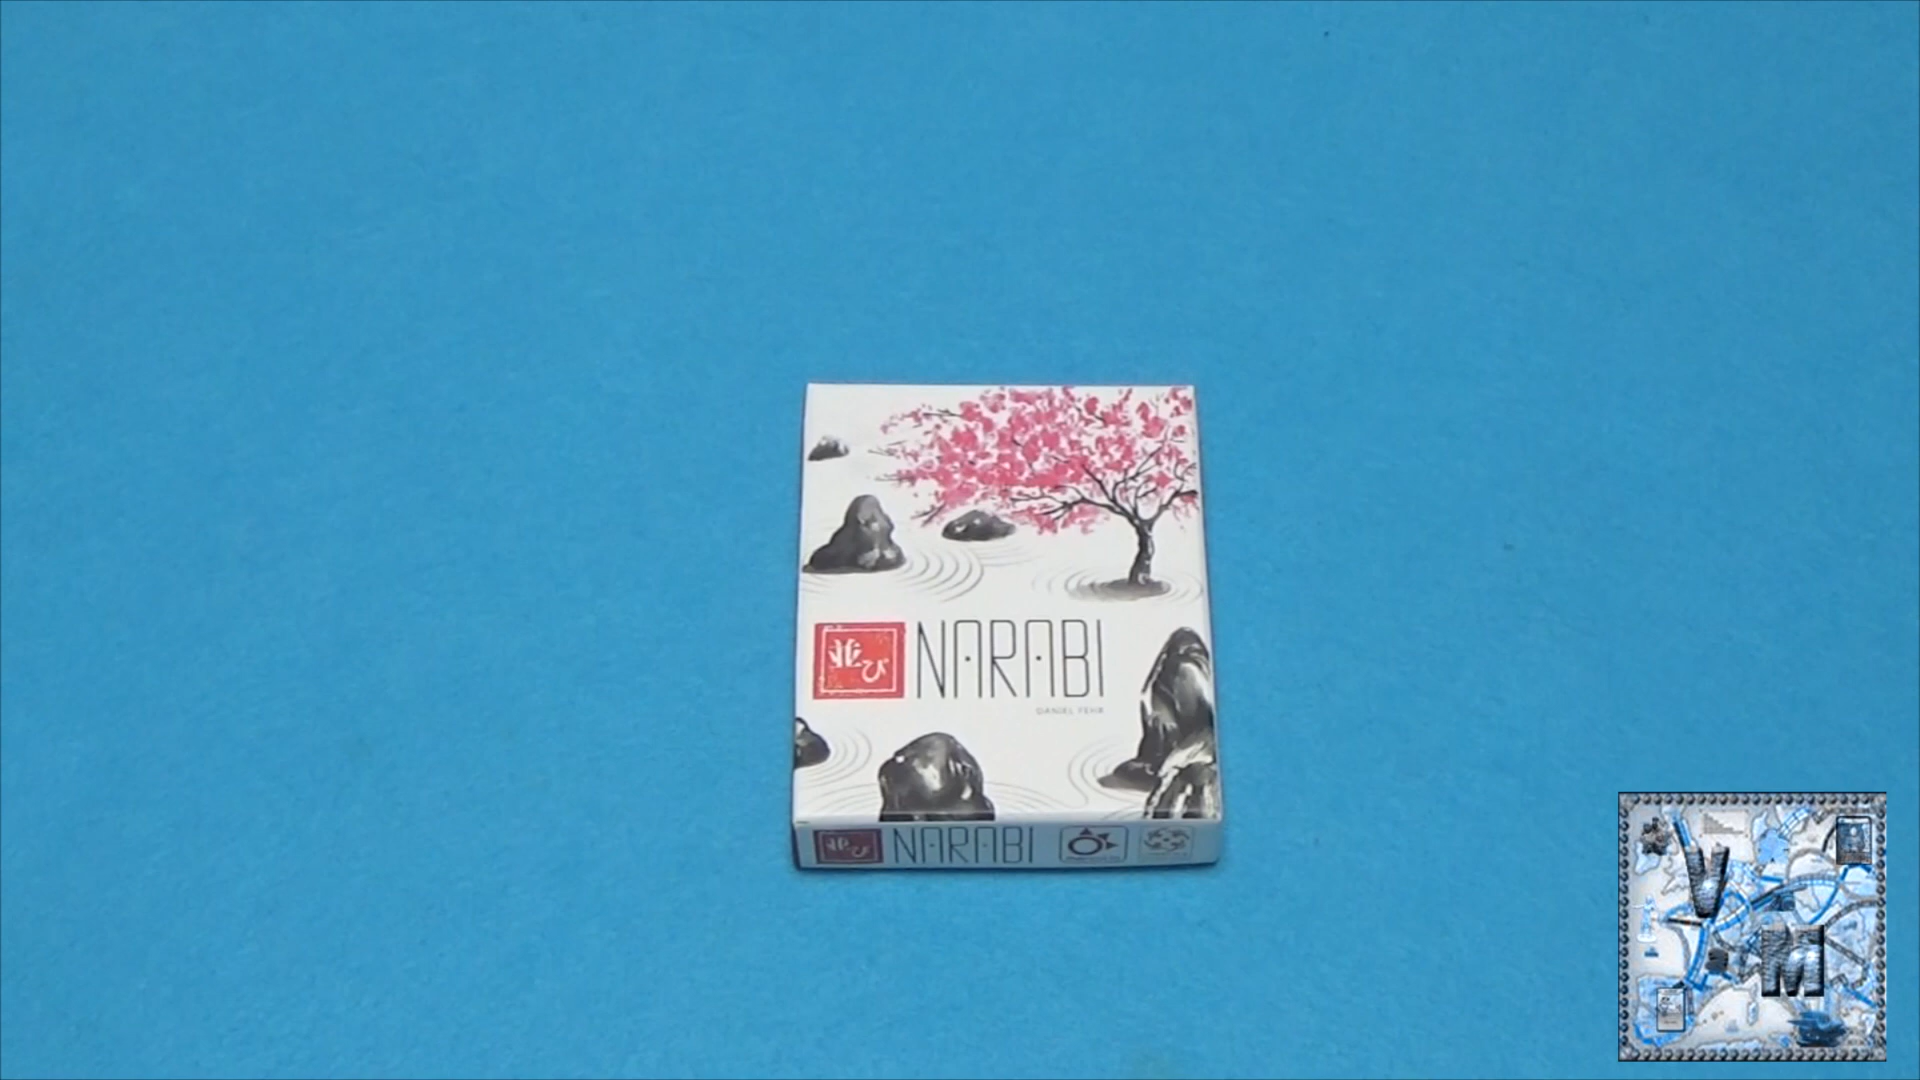 並び
NARABI
DANIEL FEHR
並び
NARABI
V
M